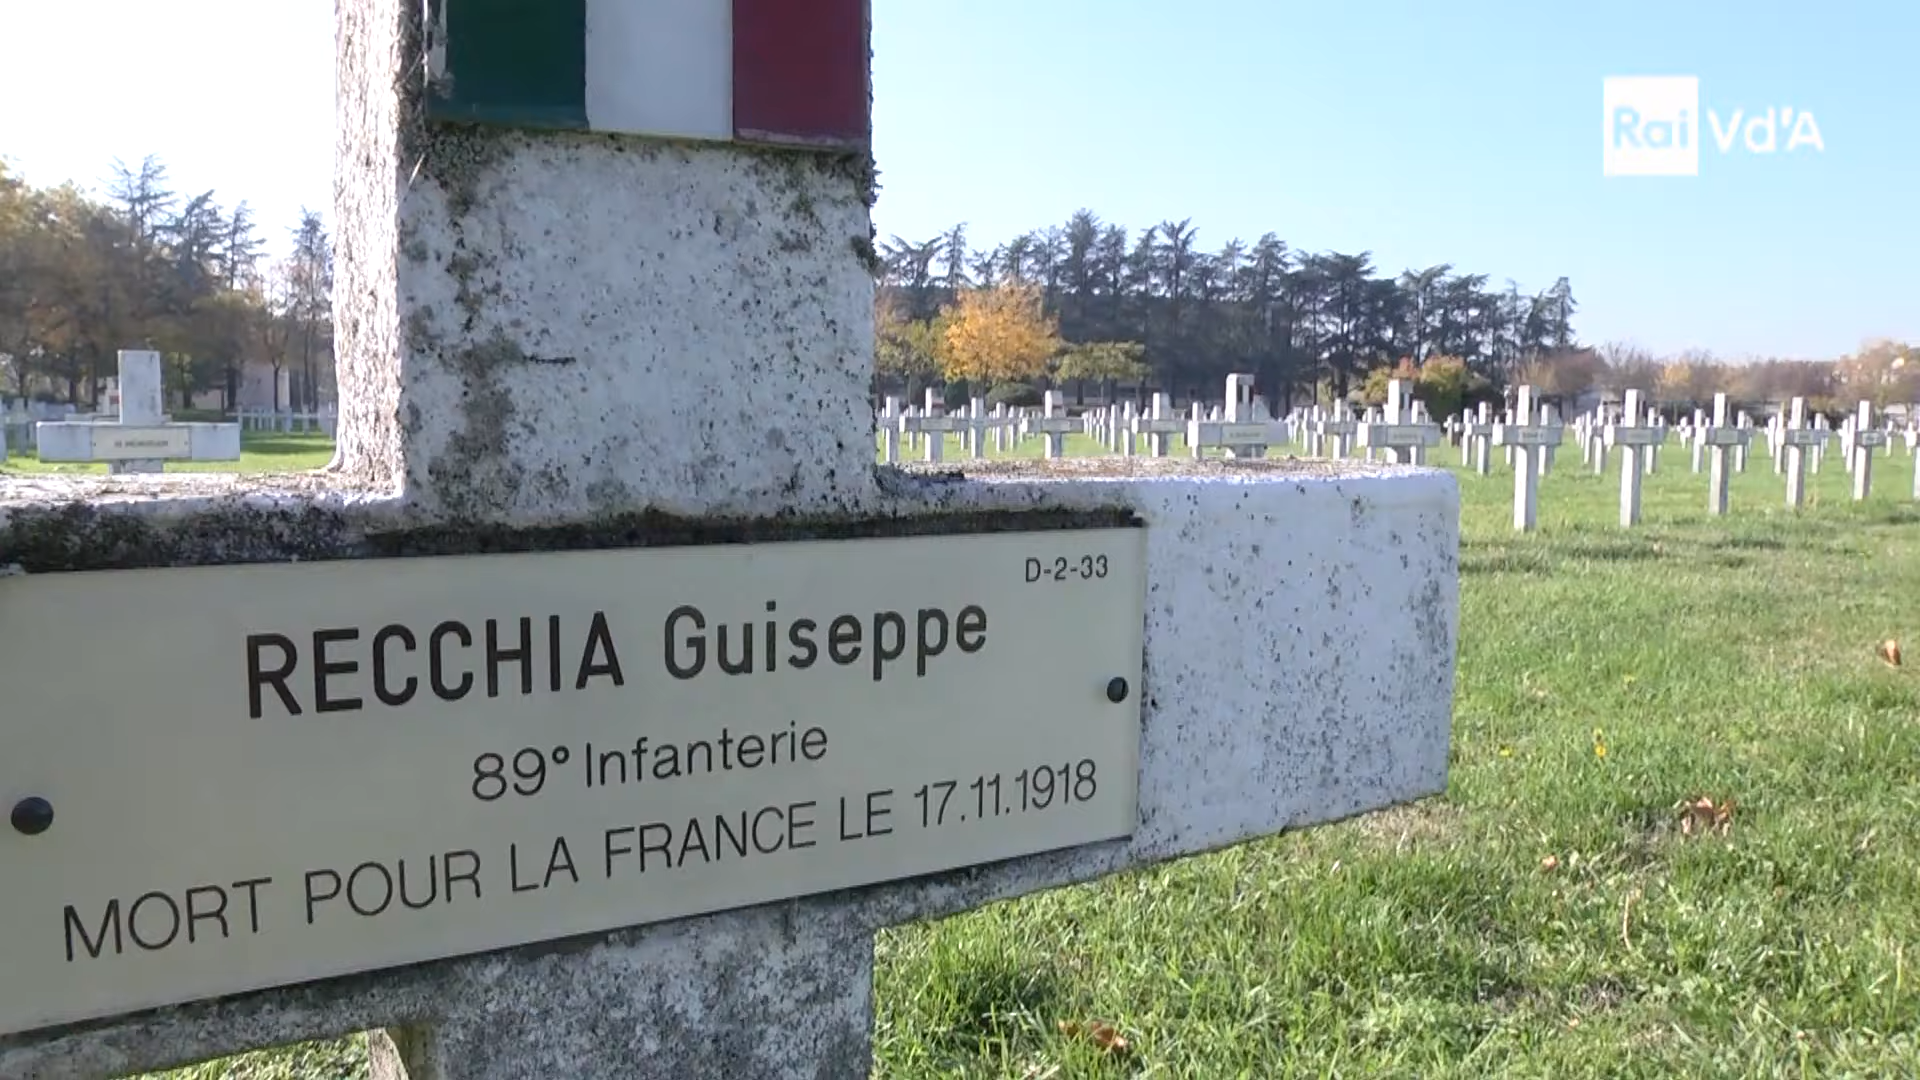 Rai Vd'A
D-2-33
RECCHIA Guiseppe
89° Infanterie
MORT POUR LA FRANCE LE 17.11.1918